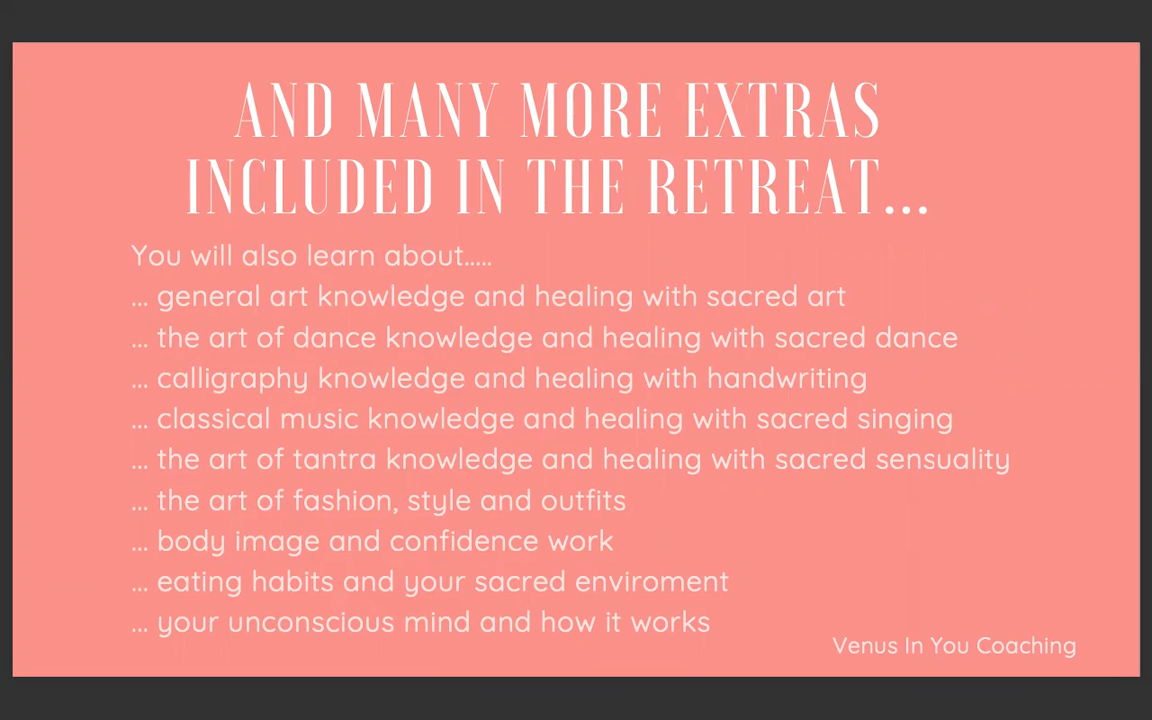 AND MANY MORE EXTRAS
INCLUDED IN THE RETREAT...
You will also learn about.....
... general art knowledge and healing with sacred art
... the art of dance knowledge and healing with sacred dance
... calligraphy knowledge and healing with handwriting
... classical music knowledge and healing with sacred singing
... the art of tantra knowledge and healing with sacred sensuality
... the art of fashion, style and outfits
... body image and confidence work
... eating habits and your sacred enviroment
... your unconscious mind and how it works
Venus In You Coaching